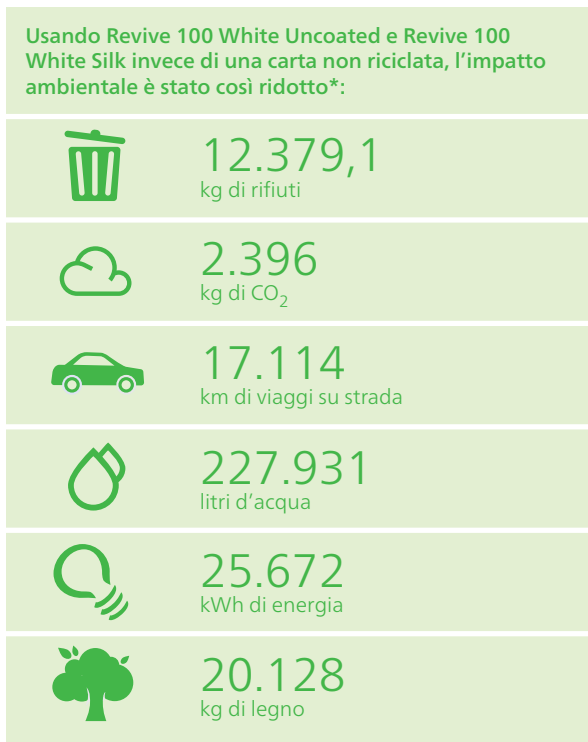 Usando Revive 100 White Uncoated e Revive 100
White Silk invece di una carta non riciclata, l’impatto
ambientale è stato così ridotto*:
12.379,1
kg di rifiuti
2.396
kg di CO₂
17.114
km di viaggi su strada
227.931
litri d’acqua
25.672
kWh di energia
20.128
kg di legno